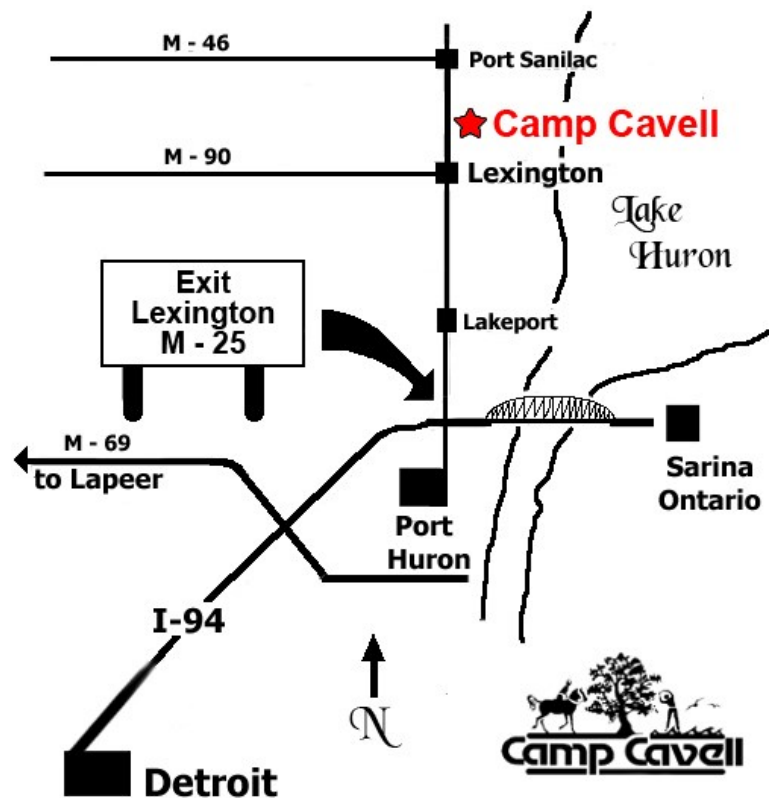 M - 46
Port Sanilac
Camp Cavell
M - 90
Lexington
Lake
Huron
Exit
Lexington
M - 25
Lakeport
M - 69
to Lapeer
Sarina
Ontario
Port
Huron
I-94
N
Camp Cavell
Detroit